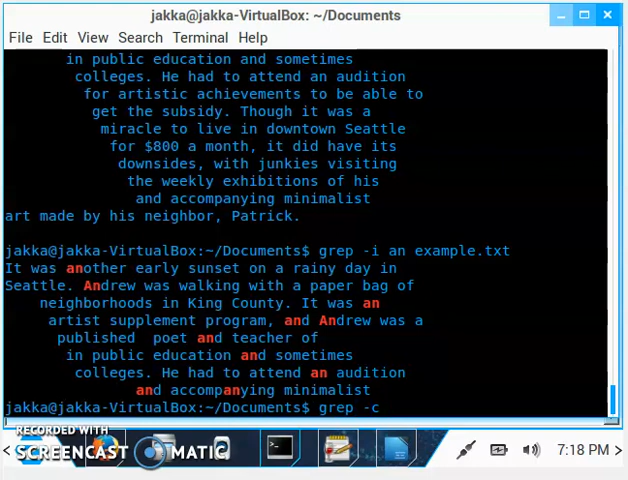 jakka@jakka-VirtualBox: ~/Documents
File Edit View Search Terminal Help
in public education and sometimes
colleges. He had to attend an audition
for artistic achievements to be able to
get the subsidy. Though it was a
miracle to live in downtown Seattle
for $800 a month, it did have its
downsides, with junkies visiting
the weekly exhibitions of his
and accompanying minimalist
art made by his neighbor, Patrick.
jakka@jakka-VirtualBox:~/Documents$ grep -i an example.txt
It was another early sunset on a rainy day in
Seattle. Andrew was walking with a paper bag of
neighborhoods in King County. It was an
artist supplement program, and Andrew was a
published poet and teacher of
in public education and sometimes
colleges. He had to attend an audition
and accompanying minimalist
jakka@jakka-VirtualBox:~/Documents$ grep -c
RECORDED WITH
SCREENCAST MATIC
7:18 PM